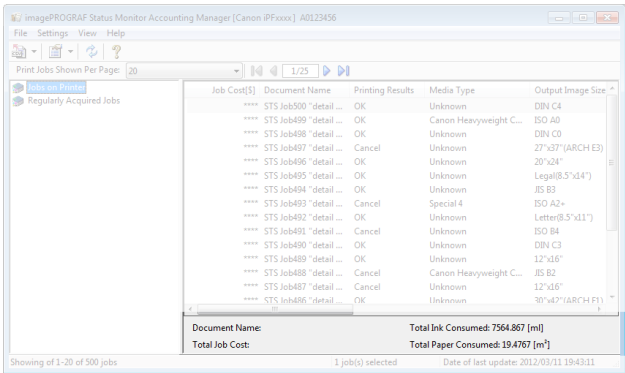 imagePROGRAF Status Monitor Accounting Manager [Canon iPFxxxx] A0123456
File Settings View Help
Print Jobs Shown Per Page: 20 1/25
Jobs on Printer
Regularly Acquired Jobs
Job Cost[$] Document Name Printing Results Media Type Output Image Size
**** STS Job500 "detail ... OK Unknown DIN C4
**** STS Job499 "detail ... OK Canon Heavyweight C... ISO A0
**** STS Job498 "detail ... OK Unknown DIN C0
**** STS Job497 "detail ... Cancel Unknown 27"x37"(ARCH E3)
**** STS Job496 "detail ... OK Unknown 20"x24"
**** STS Job495 "detail ... OK Unknown Legal(8.5"x14")
**** STS Job494 "detail ... OK Unknown JIS B3
**** STS Job493 "detail ... Cancel Special 4 ISO A2+
**** STS Job492 "detail ... OK Unknown Letter(8.5"x11")
**** STS Job491 "detail ... Cancel Unknown ISO B4
**** STS Job490 "detail ... OK Unknown DIN C3
**** STS Job489 "detail ... OK Unknown 12"x16"
**** STS Job488 "detail ... Cancel Canon Heavyweight C... JIS B2
**** STS Job487 "detail ... Cancel Unknown 12"x16"
**** STS Job486 "detail ... OK Unknown 30"x42"(ARCH E1)
Document Name: Total Ink Consumed: 7564.867 [ml]
Total Job Cost: Total Paper Consumed: 19.4767 [m²]
Showing of 1-20 of 500 jobs 1 job(s) selected Date of last update: 2012/03/11 19:43:11